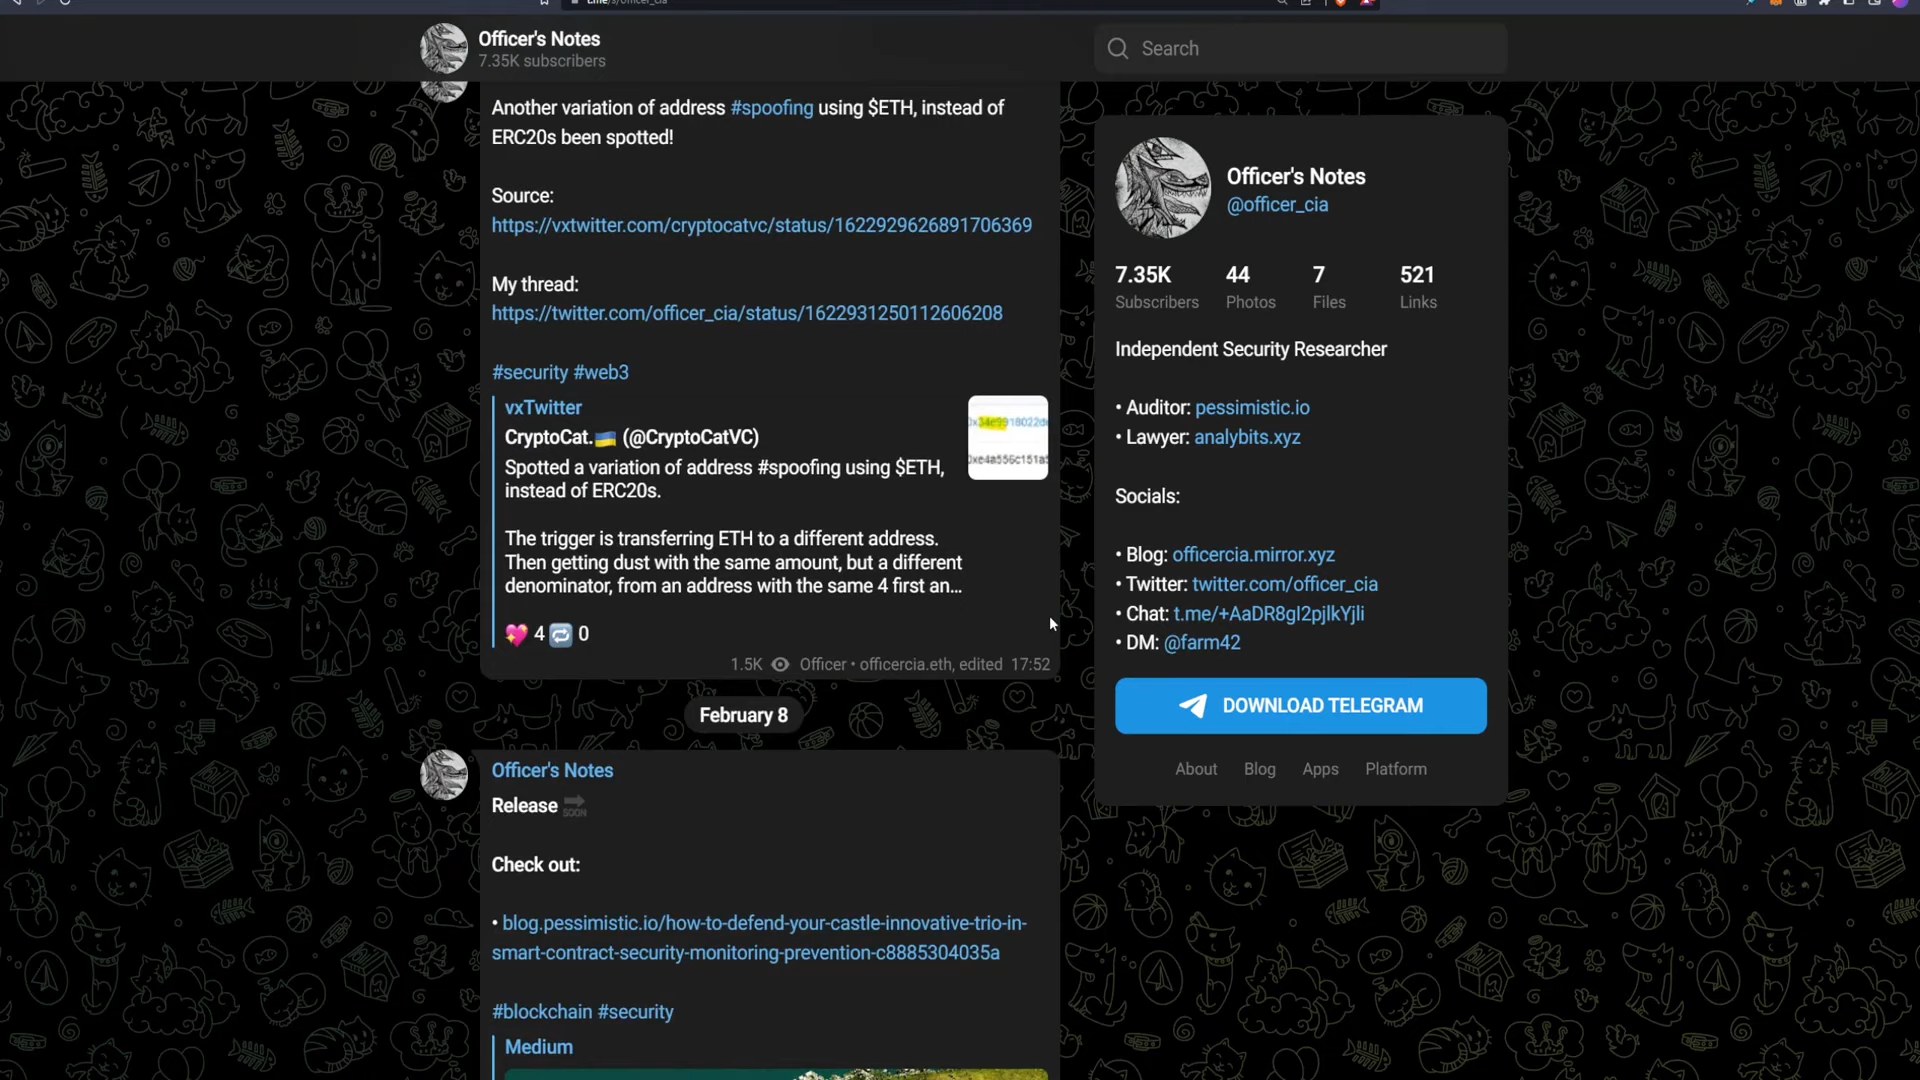 Officer's Notes
7.35K subscribers
Search
Another variation of address #spoofing using $ETH, instead of
ERC20s been spotted!
Source:
https://vxtwitter.com/cryptocatvc/status/1622929626891706369
My thread:
https://twitter.com/officer_cia/status/1622931250112606208
#security #web3
vxTwitter
CryptoCat.🇺🇦 (@CryptoCatVC)
Spotted a variation of address #spoofing using $ETH,
instead of ERC20s.
The trigger is transferring ETH to a different address.
Then getting dust with the same amount, but a different
denominator, from an address with the same 4 first an...
💖 4 🔁 0
1.5K Officer • officercia.eth, edited 17:52
February 8
Officer's Notes
Release 🔜
Check out:
• blog.pessimistic.io/how-to-defend-your-castle-innovative-trio-in-
smart-contract-security-monitoring-prevention-c8885304035a
#blockchain #security
Medium
Officer's Notes
@officer_cia
7.35K 44 7 521
Subscribers Photos Files Links
Independent Security Researcher
• Auditor: pessimistic.io
• Lawyer: analybits.xyz
Socials:
• Blog: officercia.mirror.xyz
• Twitter: twitter.com/officer_cia
• Chat: t.me/+AaDR8gI2pjlkYjli
• DM: @farm42
DOWNLOAD TELEGRAM
About Blog Apps Platform